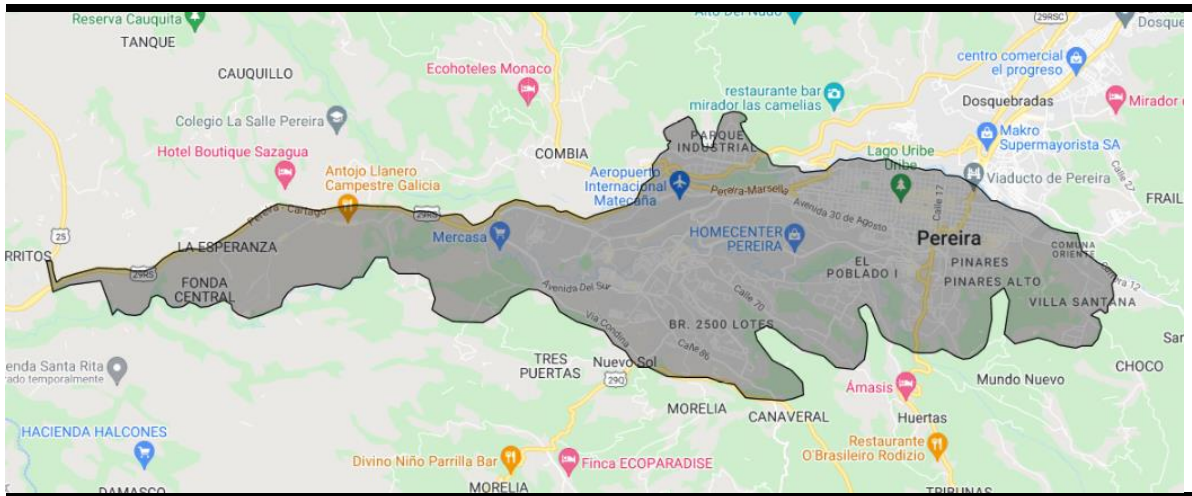 Reserva Cauquita
TANQUE
Alto Del Nudo
29RSC
Dosque
CAUQUILLO
Ecohoteles Monaco
centro comercial
el progreso
restaurante bar
mirador las camelias
Dosquebradas
Mirador
Colegio La Salle Pereira
PARQUE
INDUSTRIAL
Makro
Supermayorista SA
Hotel Boutique Sazagua
COMBIA
Lago Uribe
Uribe
Viaducto de Pereira
Calle 27
Antojo Llanero
Campestre Galicia
Aeropuerto
Internacional
Matecaña
Pereira-Marsella
Calle 17
FRAIL
Pereira - Cartago
29RS
Avenida 30 de Agosto
25
LA ESPERANZA
Mercasa
HOMECENTER
PEREIRA
Pereira
COMUNA
ORIENTE
RRITOS
29RS
EL
POBLADO I
PINARES
PINARES ALTO
Carrera 12
FONDA
CENTRAL
Avenida Del Sur
Calle 70
VILLA SANTANA
Via Condina
BR. 2500 LOTES
Calle 86
San
enda Santa Rita
rado temporalmente
TRES
PUERTAS
Nuevo Sol
29Q
CHOCO
Mundo Nuevo
Ámasis
MORELIA
CANAVERAL
Huertas
HACIENDA HALCONES
Restaurante
O'Brasileiro Rodizio
Divino Niño Parrilla Bar
Finca ECOPARADISE
DAMASCO
MORELIA
TRIBUNAS